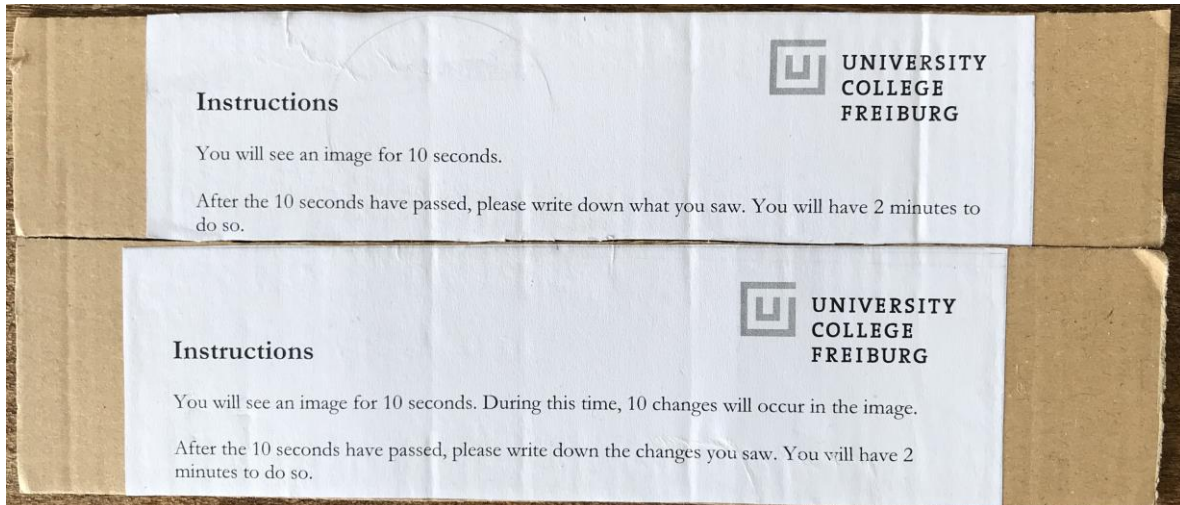 UNIVERSITY
COLLEGE
FREIBURG
Instructions
You will see an image for 10 seconds.
After the 10 seconds have passed, please write down what you saw. You will have 2 minutes to
do so.
UNIVERSITY
COLLEGE
FREIBURG
Instructions
You will see an image for 10 seconds. During this time, 10 changes will occur in the image.
After the 10 seconds have passed, please write down the changes you saw. You will have 2
minutes to do so.